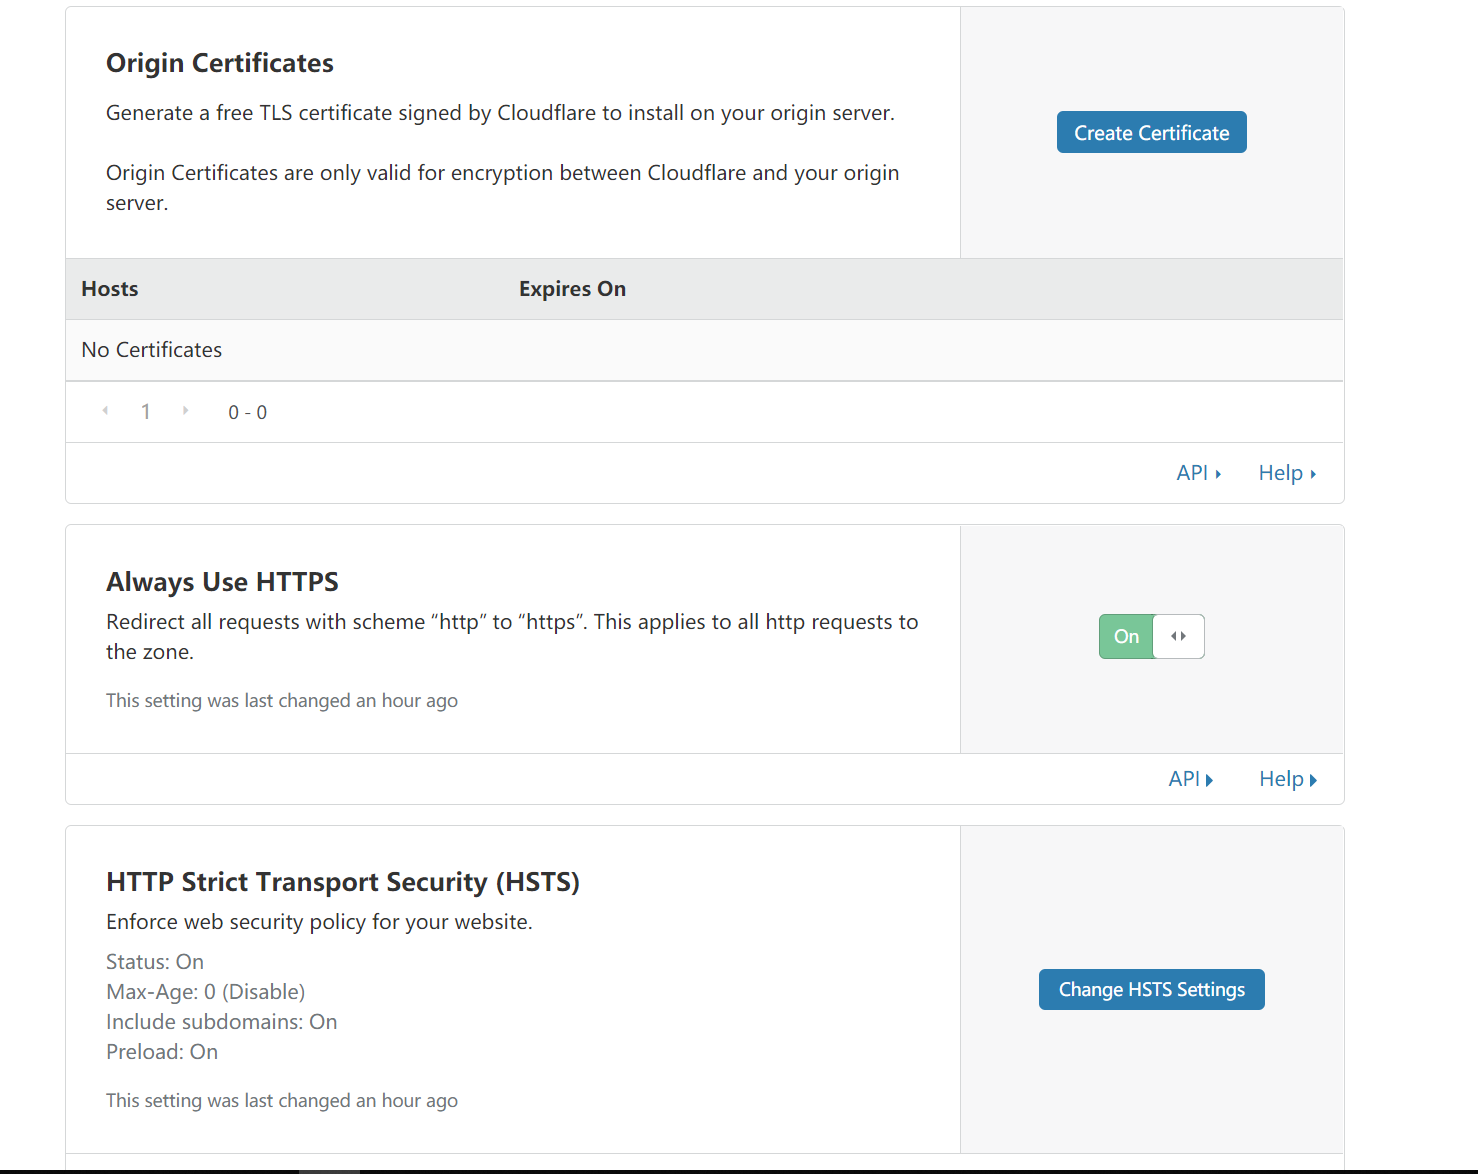 Origin Certificates
Generate a free TLS certificate signed by Cloudflare to install on your origin server.
Origin Certificates are only valid for encryption between Cloudflare and your origin
server.
Create Certificate
Hosts Expires On
No Certificates
1 0 - 0
API Help
Always Use HTTPS
Redirect all requests with scheme “http” to “https”. This applies to all http requests to
the zone.
This setting was last changed an hour ago
On
API Help
HTTP Strict Transport Security (HSTS)
Enforce web security policy for your website.
Status: On
Max-Age: 0 (Disable)
Include subdomains: On
Preload: On
This setting was last changed an hour ago
Change HSTS Settings